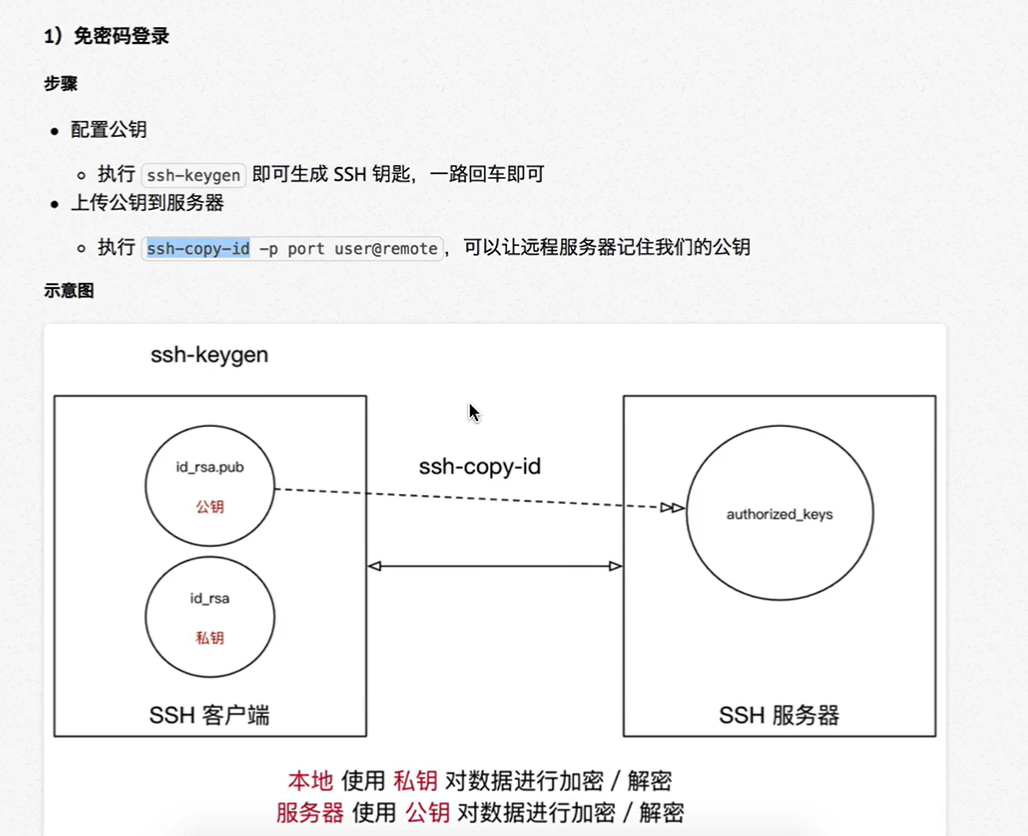 1）免密码登录
步骤
配置公钥
执行 ssh-keygen 即可生成 SSH 钥匙，一路回车即可
上传公钥到服务器
执行 ssh-copy-id -p port user@remote，可以让远程服务器记住我们的公钥
示意图
ssh-keygen
id_rsa.pub
公钥
ssh-copy-id
authorized_keys
id_rsa
私钥
SSH 客户端
SSH 服务器
本地 使用 私钥 对数据进行加密 / 解密
服务器 使用 公钥 对数据进行加密 / 解密